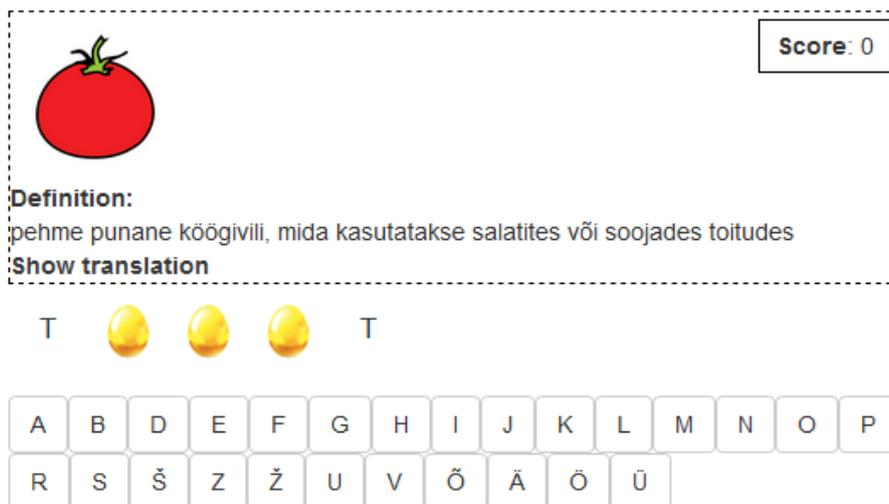 Score: 0
Definition:
pehme punane köögivili, mida kasutatakse salatites või soojades toitudes
Show translation
T T
A B D E F G H I J K L M N O P
R S Š Z Ž U V Õ Ä Ö Ü